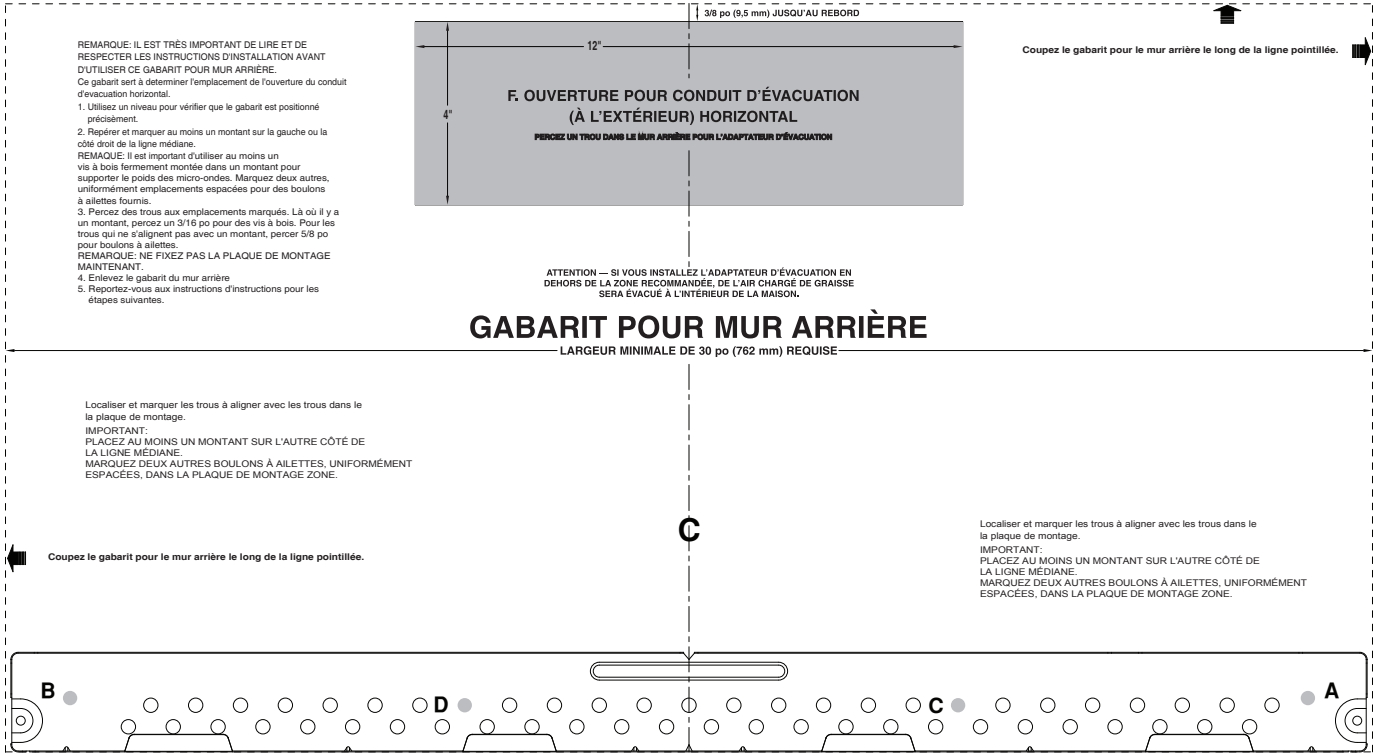 3/8 po (9,5 mm) JUSQU'AU REBORD
REMARQUE: IL EST TRÈS IMPORTANT DE LIRE ET DE
RESPECTER LES INSTRUCTIONS D'INSTALLATION AVANT
D'UTILISER CE GABARIT POUR MUR ARRIÈRE.
Ce gabarit sert à determiner l'emplacement de l'ouverture du conduit
d'evacuation horizontal.
1. Utilisez un niveau pour vérifier que le gabarit est positionné
précisèment.
2. Repérer et marquer au moins un montant sur la gauche ou la
côté droit de la ligne médiane.
REMAQUE: Il est important d'utiliser au moins un
vis à bois fermement montée dans un montant pour
supporter le poids des micro-ondes. Marquez deux autres,
uniformément emplacements espacées pour des boulons
à ailettes fournis.
3. Percez des trous aux emplacements marqués. Là où il y a
un montant, percez un 3/16 po pour des vis à bois. Pour les
trous qui ne s'alignent pas avec un montant, percer 5/8 po
pour boulons à ailettes.
REMARQUE: NE FIXEZ PAS LA PLAQUE DE MONTAGE
MAINTENANT.
4. Enlevez le gabarit du mur arrière
5. Reportez-vous aux instructions d'instructions pour les
étapes suivantes.
12"
4"
F. OUVERTURE POUR CONDUIT D'ÉVACUATION
(À L'EXTÉRIEUR) HORIZONTAL
PERCEZ UN TROU DANS LE MUR ARRIÈRE POUR L'ADAPTATEUR D'ÉVACUATION
Coupez le gabarit pour le mur arrière le long de la ligne pointillée.
ATTENTION — SI VOUS INSTALLEZ L'ADAPTATEUR D'ÉVACUATION EN
DEHORS DE LA ZONE RECOMMANDÉE, DE L'AIR CHARGÉ DE GRAISSE
SERA ÉVACUÉ À L'INTÉRIEUR DE LA MAISON.
GABARIT POUR MUR ARRIÈRE
LARGEUR MINIMALE DE 30 po (762 mm) REQUISE
Localiser et marquer les trous à aligner avec les trous dans le
la plaque de montage.
IMPORTANT:
PLACEZ AU MOINS UN MONTANT SUR L'AUTRE CÔTÉ DE
LA LIGNE MÉDIANE.
MARQUEZ DEUX AUTRES BOULONS À AILETTES, UNIFORMÉMENT
ESPACÉES, DANS LA PLAQUE DE MONTAGE ZONE.
C
Coupez le gabarit pour le mur arrière le long de la ligne pointillée.
Localiser et marquer les trous à aligner avec les trous dans le
la plaque de montage.
IMPORTANT:
PLACEZ AU MOINS UN MONTANT SUR L'AUTRE CÔTÉ DE
LA LIGNE MÉDIANE.
MARQUEZ DEUX AUTRES BOULONS À AILETTES, UNIFORMÉMENT
ESPACÉES, DANS LA PLAQUE DE MONTAGE ZONE.
B
D
C
A